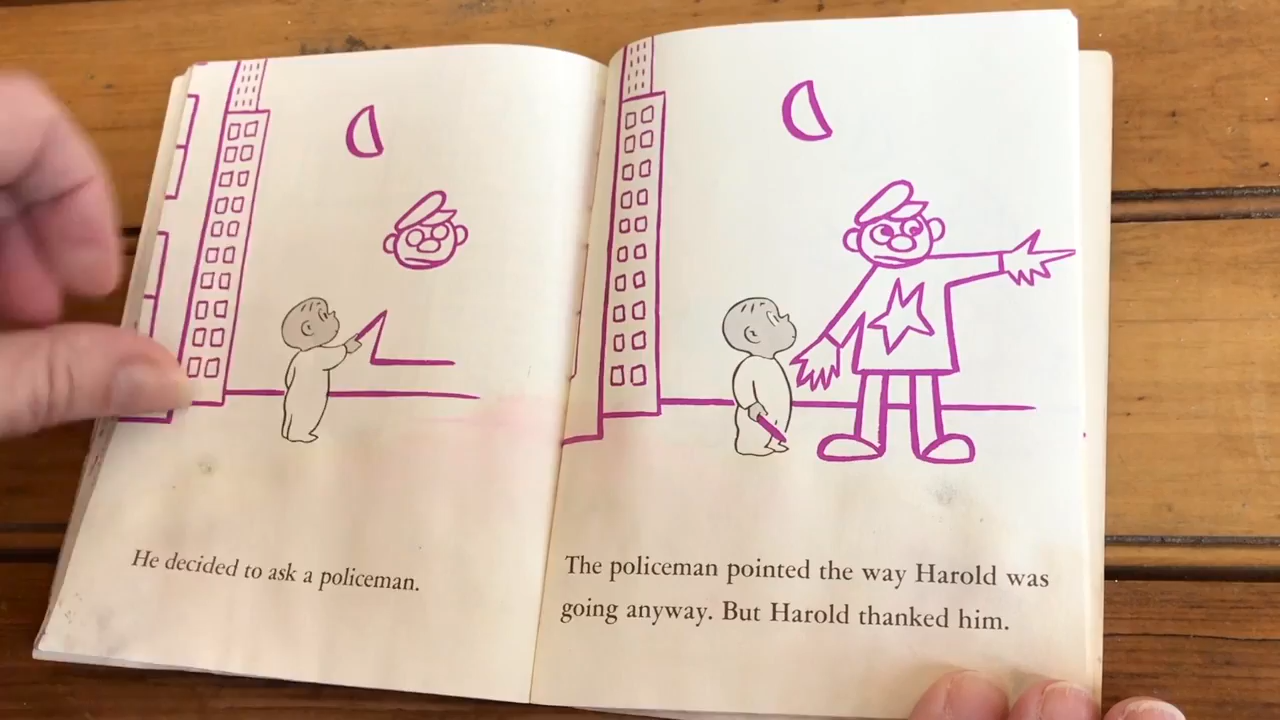 He decided to ask a policeman.
The policeman pointed the way Harold was
going anyway. But Harold thanked him.